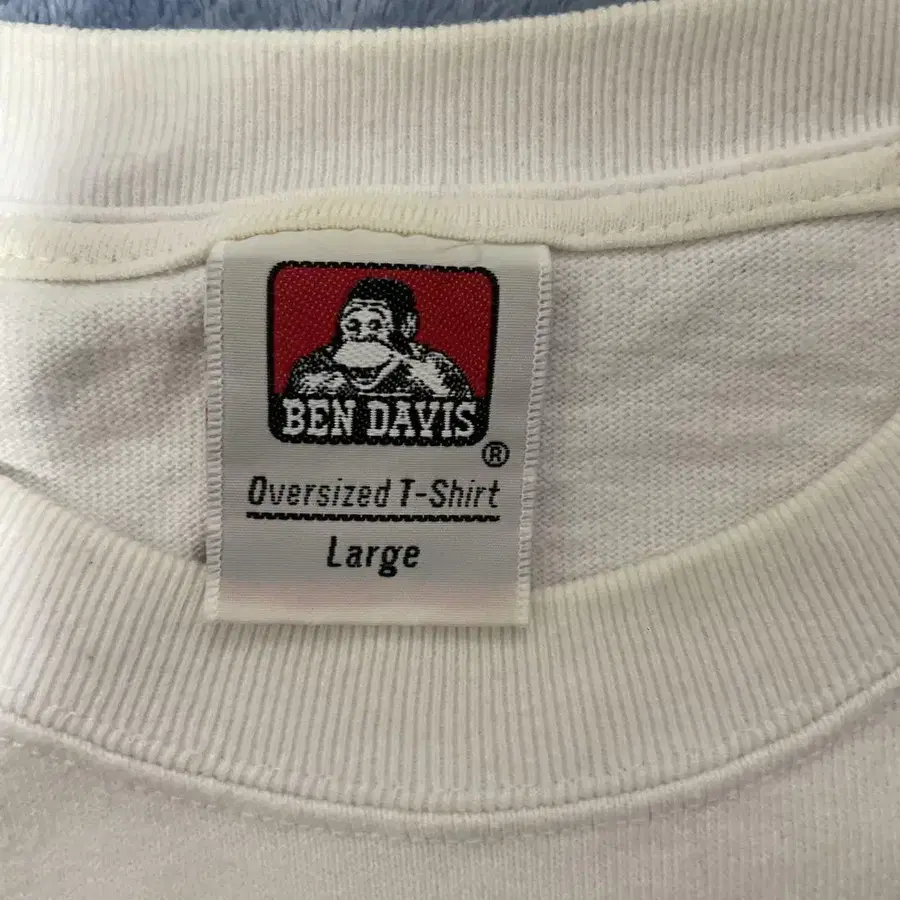 BEN DAVIS
®
Oversized T-Shirt
Large